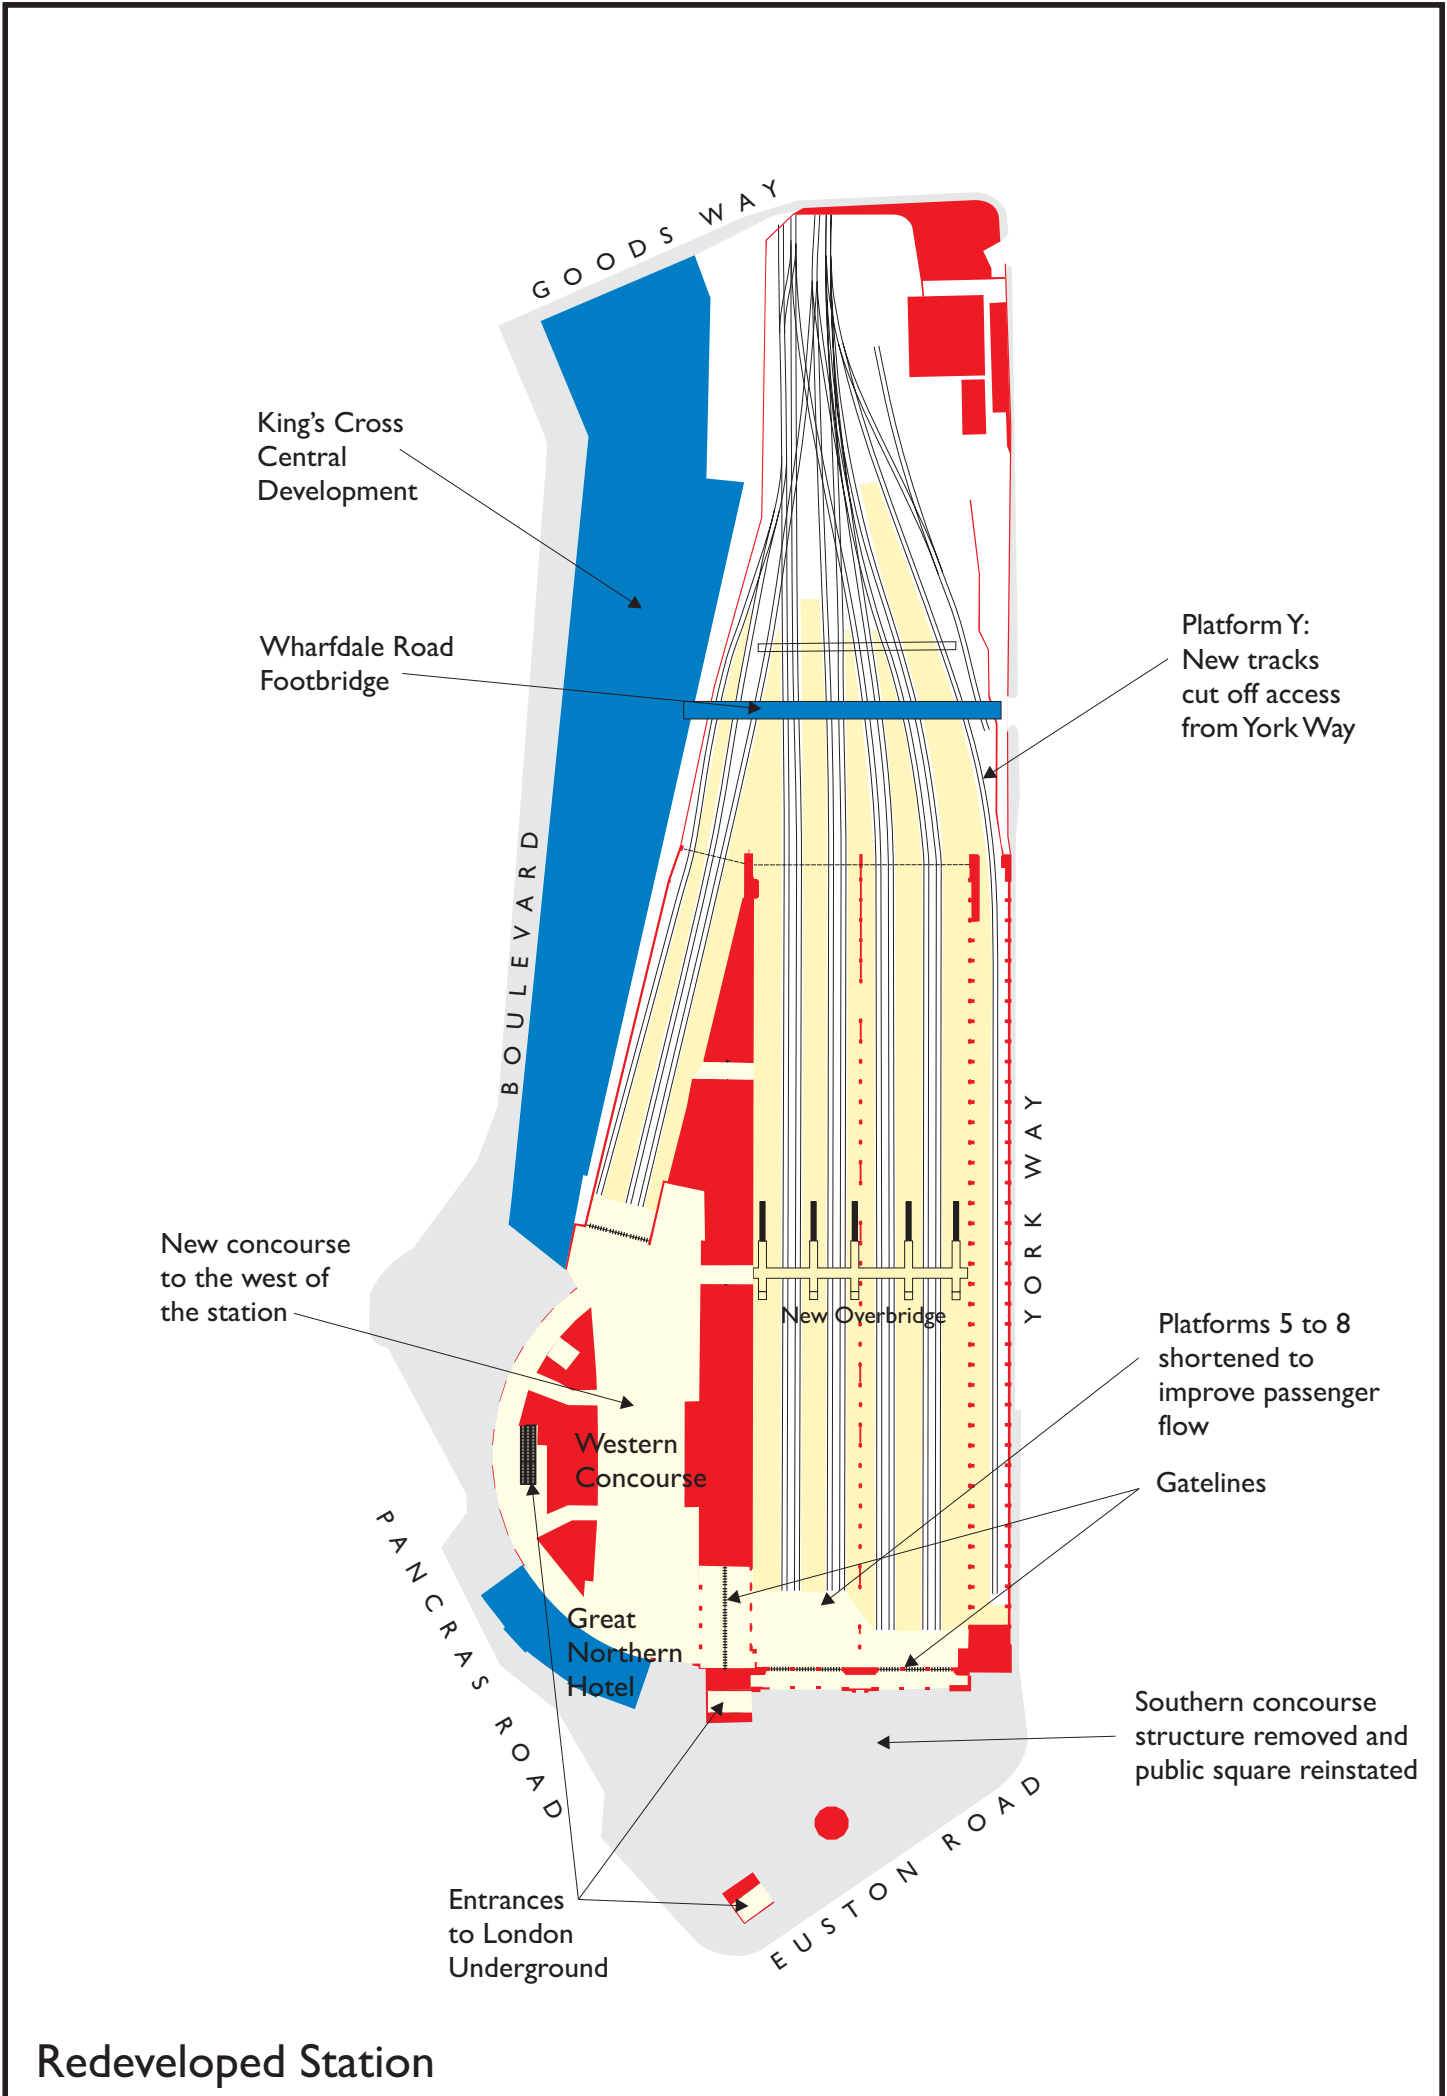 GOODS WAY
King's Cross
Central
Development
Wharfdale Road
Footbridge
Platform Y:
New tracks
cut off access
from York Way
BOULEVARD
YORK WAY
New concourse
to the west of
the station
New Overbridge
Platforms 5 to 8
shortened to
improve passenger
flow
Western
Concourse
Gatelines
PANCRAS ROAD
Great
Northern
Hotel
Southern concourse
structure removed and
public square reinstated
EUSTON ROAD
Entrances
to London
Underground
Redeveloped Station